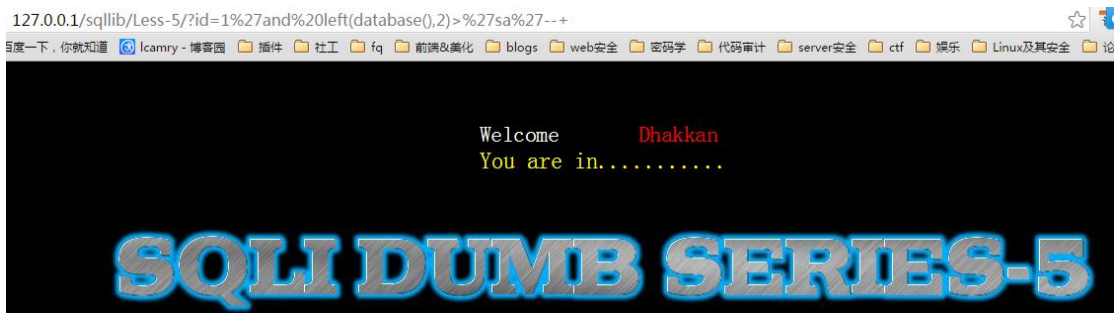 127.0.0.1/sqllib/Less-5/?id=1%27and%20left(database(),2)>%27sa%27--+
百度一下，你就知道 lcamry - 博客园 插件 社工 fq 前端&美化 blogs web安全 密码学 代码审计 server安全 ctf 娱乐 Linux及其安全
Welcome Dhakkan
You are in...........
SQLI DUMB SERIES-5